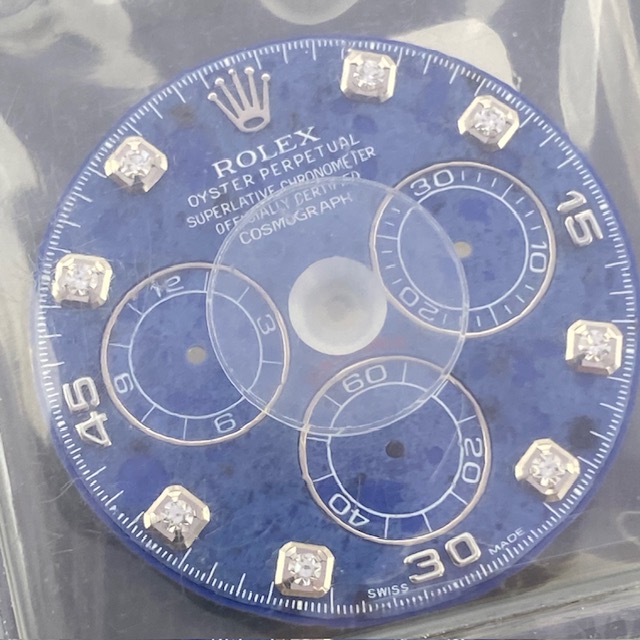 ROLEX
OYSTER PERPETUAL
SUPERLATIVE CHRONOMETER
OFFICIALLY CERTIFIED
COSMOGRAPH
30
10
20
15
12
3
9
6
45
60
20
40
30
SWISS MADE